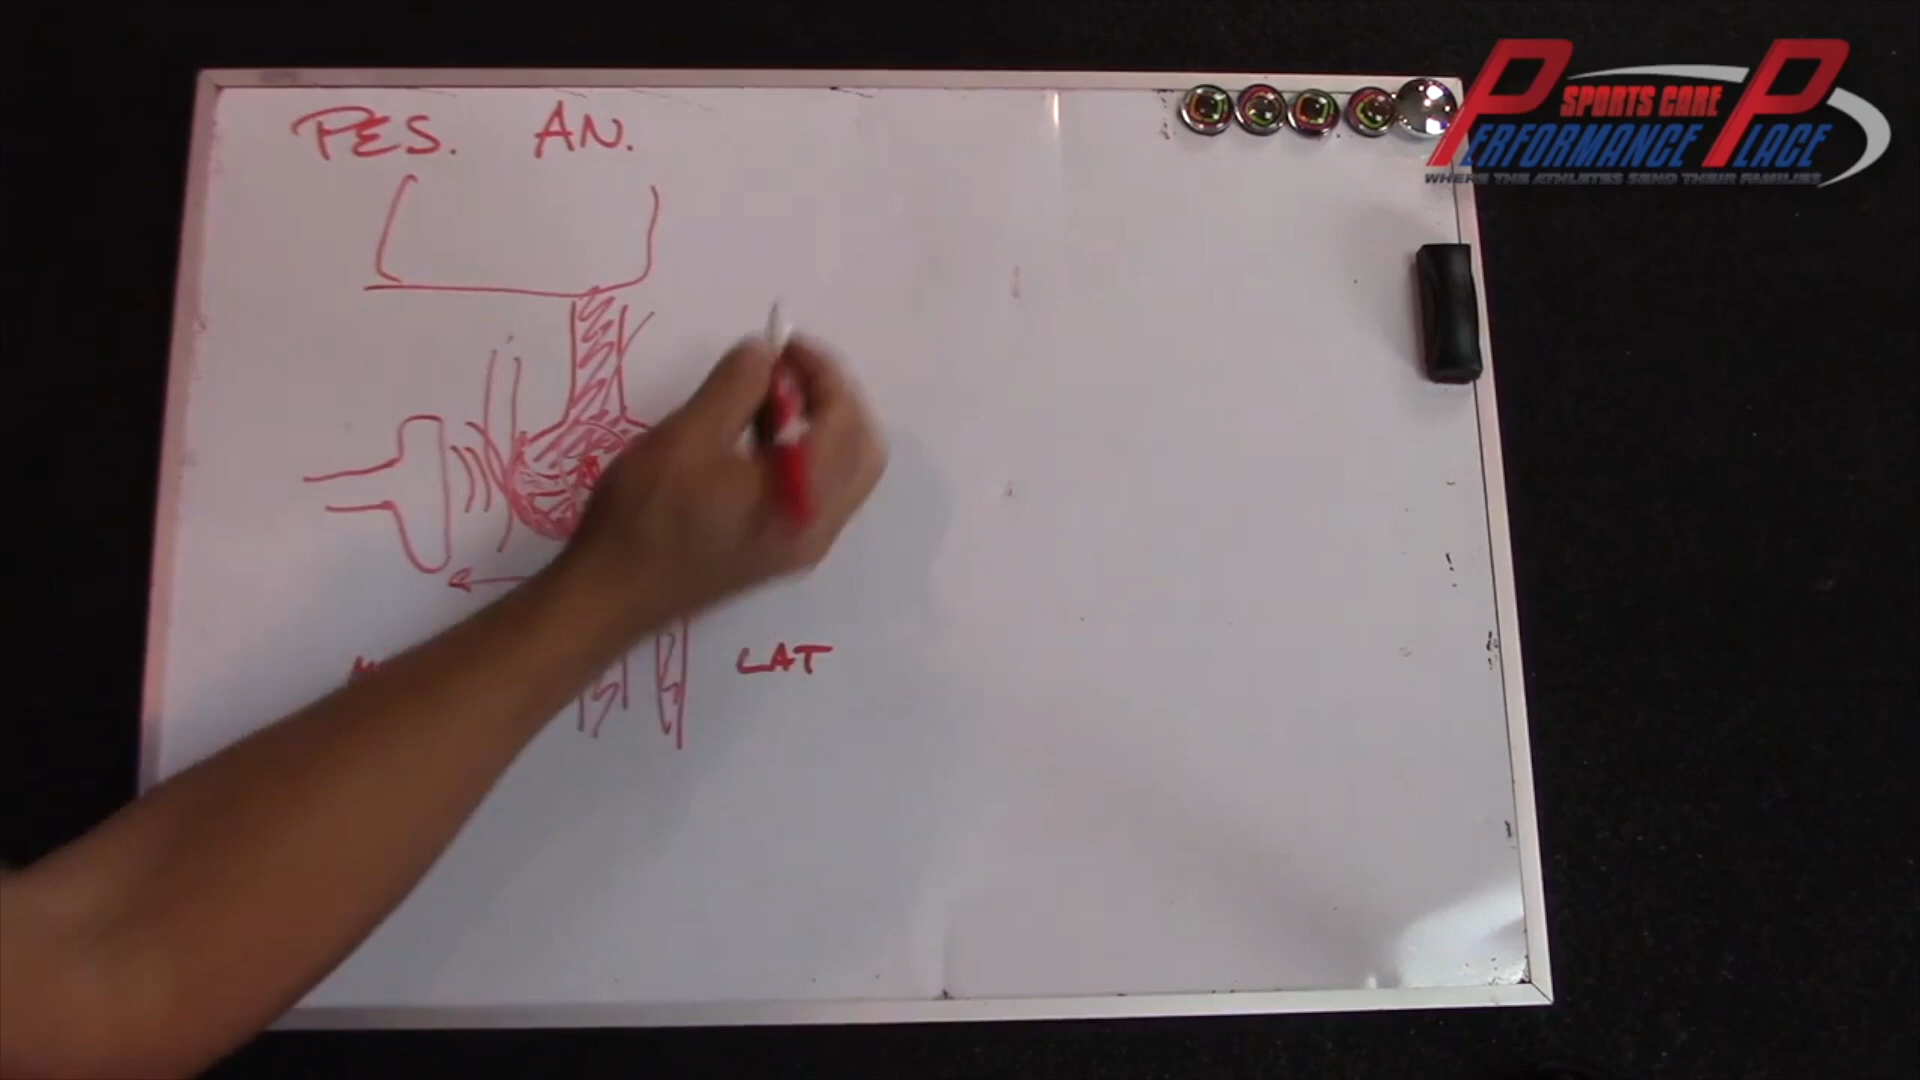 PES. AN.
SPORTS CARE
PERFORMANCE PLACE
WHERE THE ATHLETES SEND THEIR FAMILIES
LAT